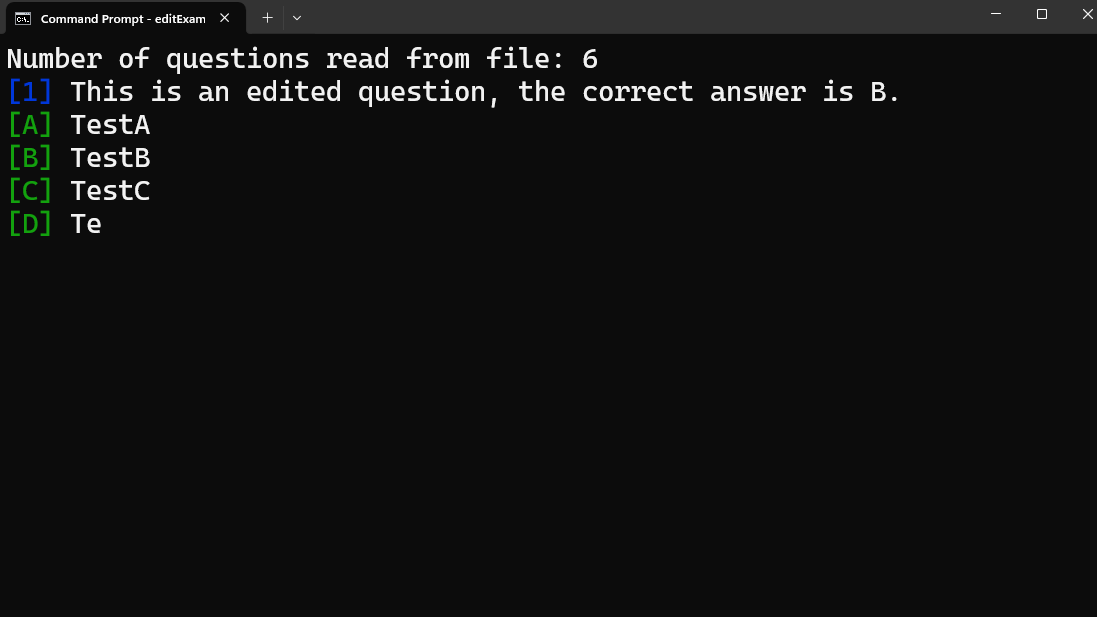 Command Prompt - editExam
Number of questions read from file: 6
[1] This is an edited question, the correct answer is B.
[A] TestA
[B] TestB
[C] TestC
[D] Te